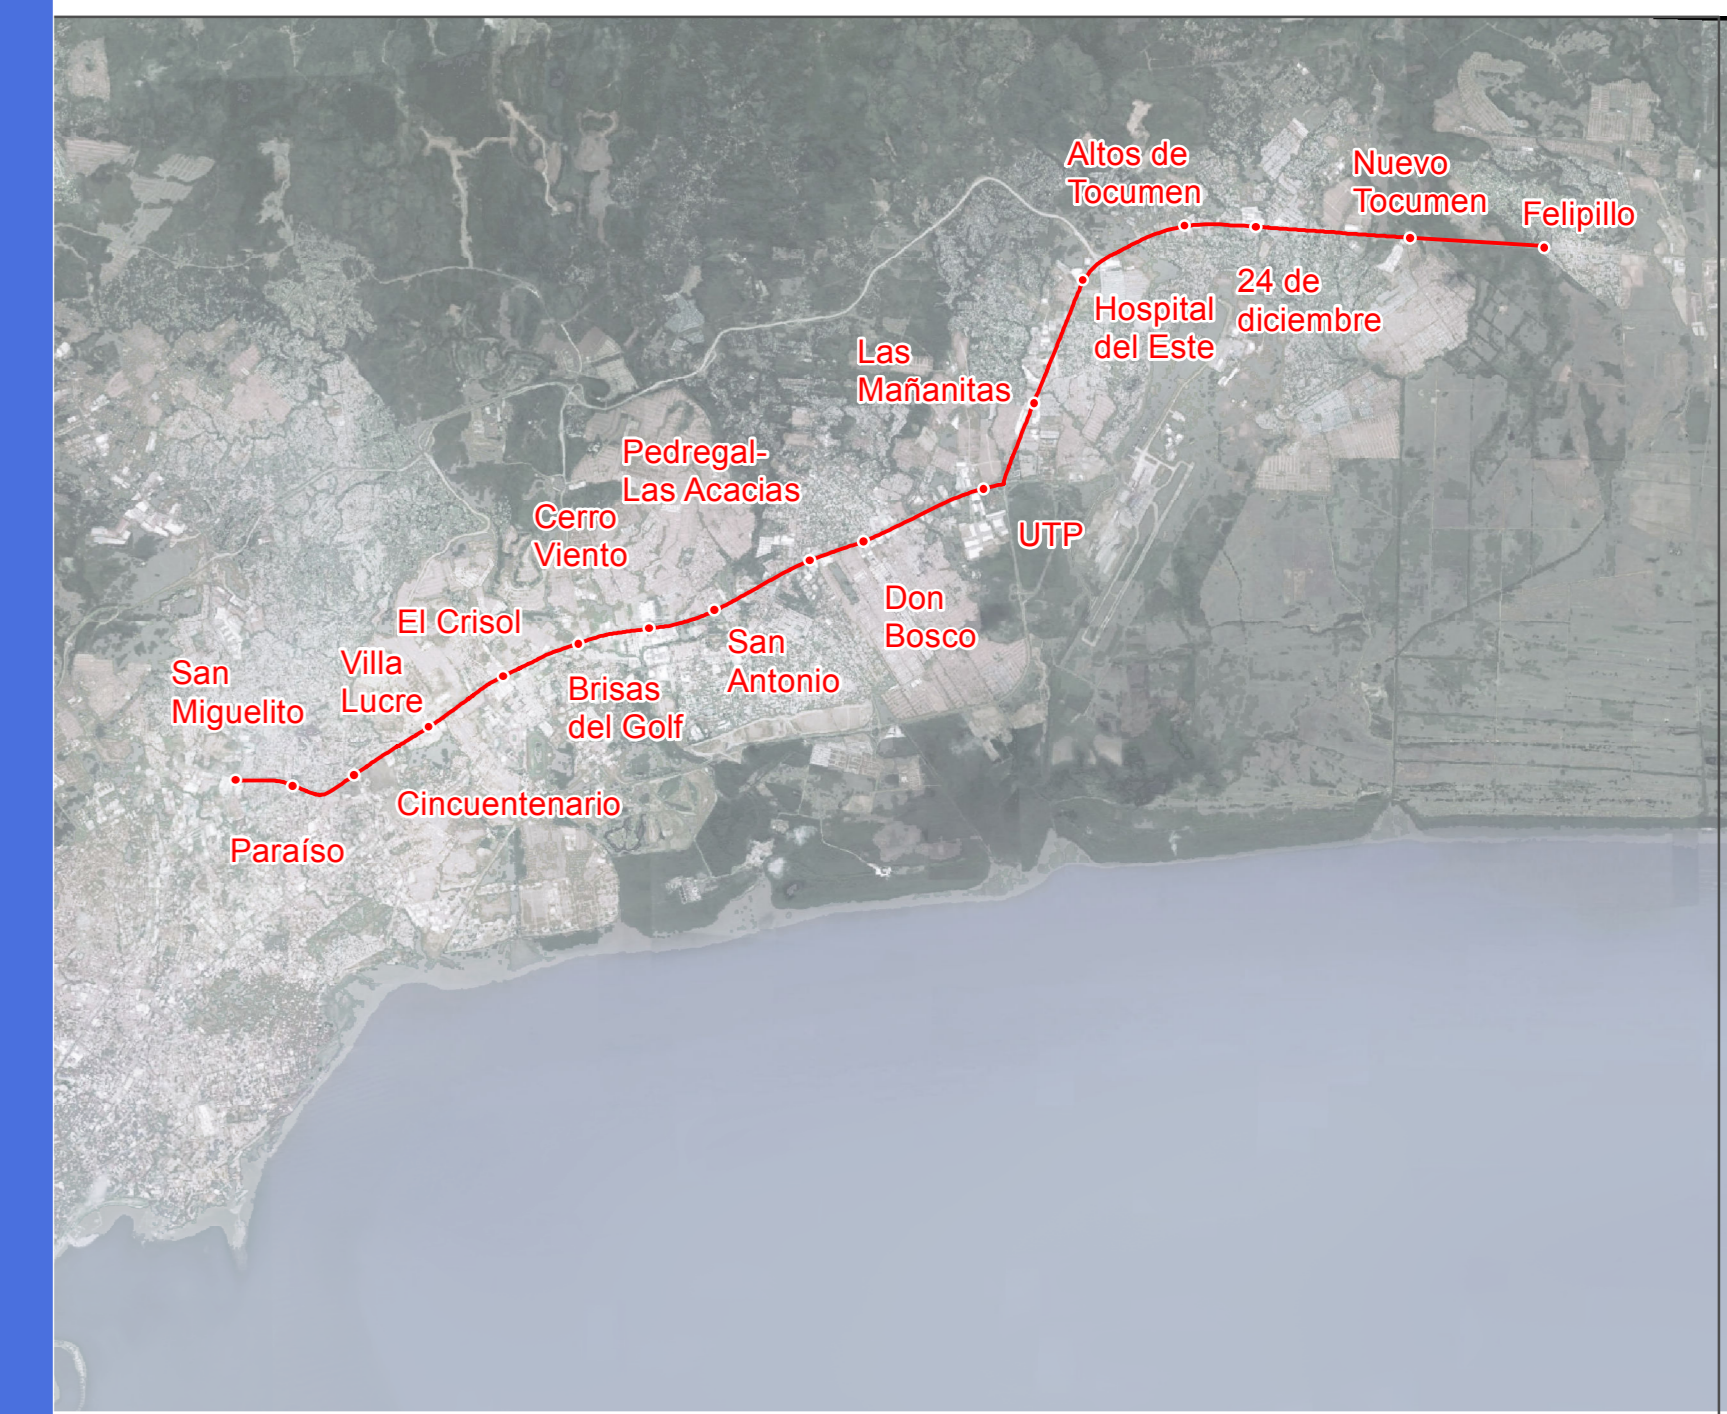 Altos de
Tocumen
Nuevo
Tocumen
Felipillo
24 de
diciembre
Hospital
del Este
Las
Mañanitas
Pedregal-
Las Acacias
Cerro
Viento
UTP
Don
Bosco
El Crisol
San
Antonio
Villa
Lucre
San
Miguelito
Brisas
del Golf
Cincuentenario
Paraíso